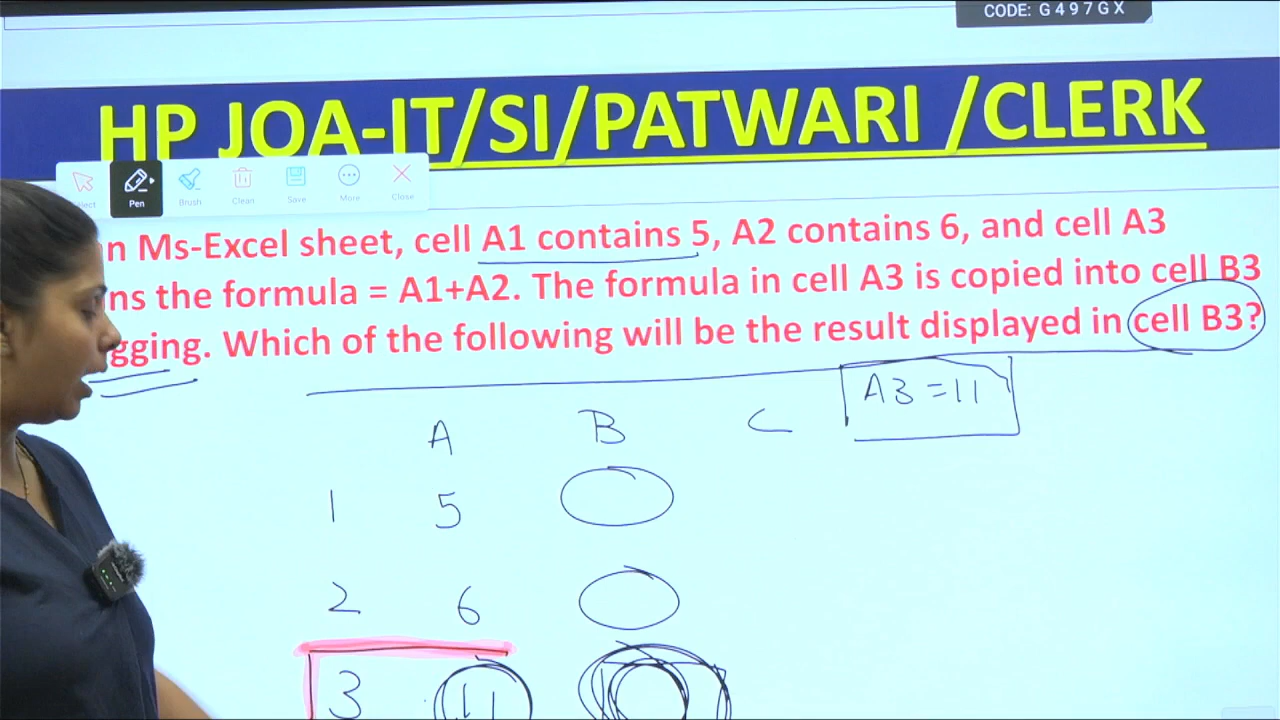 CODE: G497GX
HP JOA-IT/SI/PATWARI /CLERK
Pen
Brush
Clean
Save
More
Close
n Ms-Excel sheet, cell A1 contains 5, A2 contains 6, and cell A3
ns the formula = A1+A2. The formula in cell A3 is copied into cell B3
gging. Which of the following will be the result displayed in cell B3?
A3 = 11
A B C
1 5
2 6
3 11